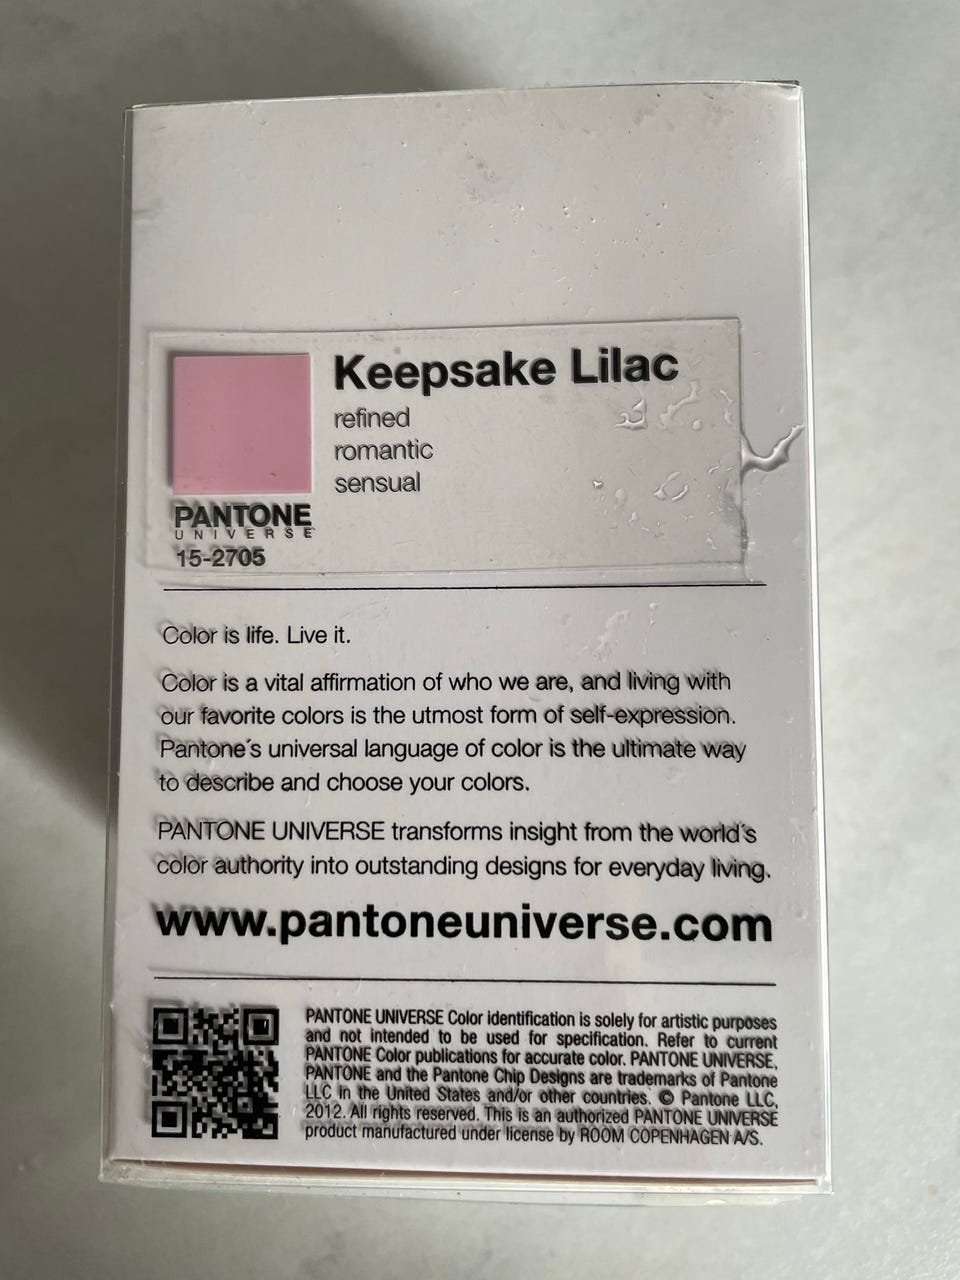 Keepsake Lilac
refined
romantic
sensual
PANTONE
UNIVERSE
15-2705
Color is life. Live it.
Color is a vital affirmation of who we are, and living with
our favorite colors is the utmost form of self-expression.
Pantone´s universal language of color is the ultimate way
to describe and choose your colors.
PANTONE UNIVERSE transforms insight from the world´s
color authority into outstanding designs for everyday living.
www.pantoneuniverse.com
PANTONE UNIVERSE Color identification is solely for artistic purposes
and not intended to be used for specification. Refer to current
PANTONE Color publications for accurate color. PANTONE UNIVERSE,
PANTONE and the Pantone Chip Designs are trademarks of Pantone
LLC in the United States and/or other countries. © Pantone LLC,
2012. All rights reserved. This is an authorized PANTONE UNIVERSE
product manufactured under license by ROOM COPENHAGEN A/S.